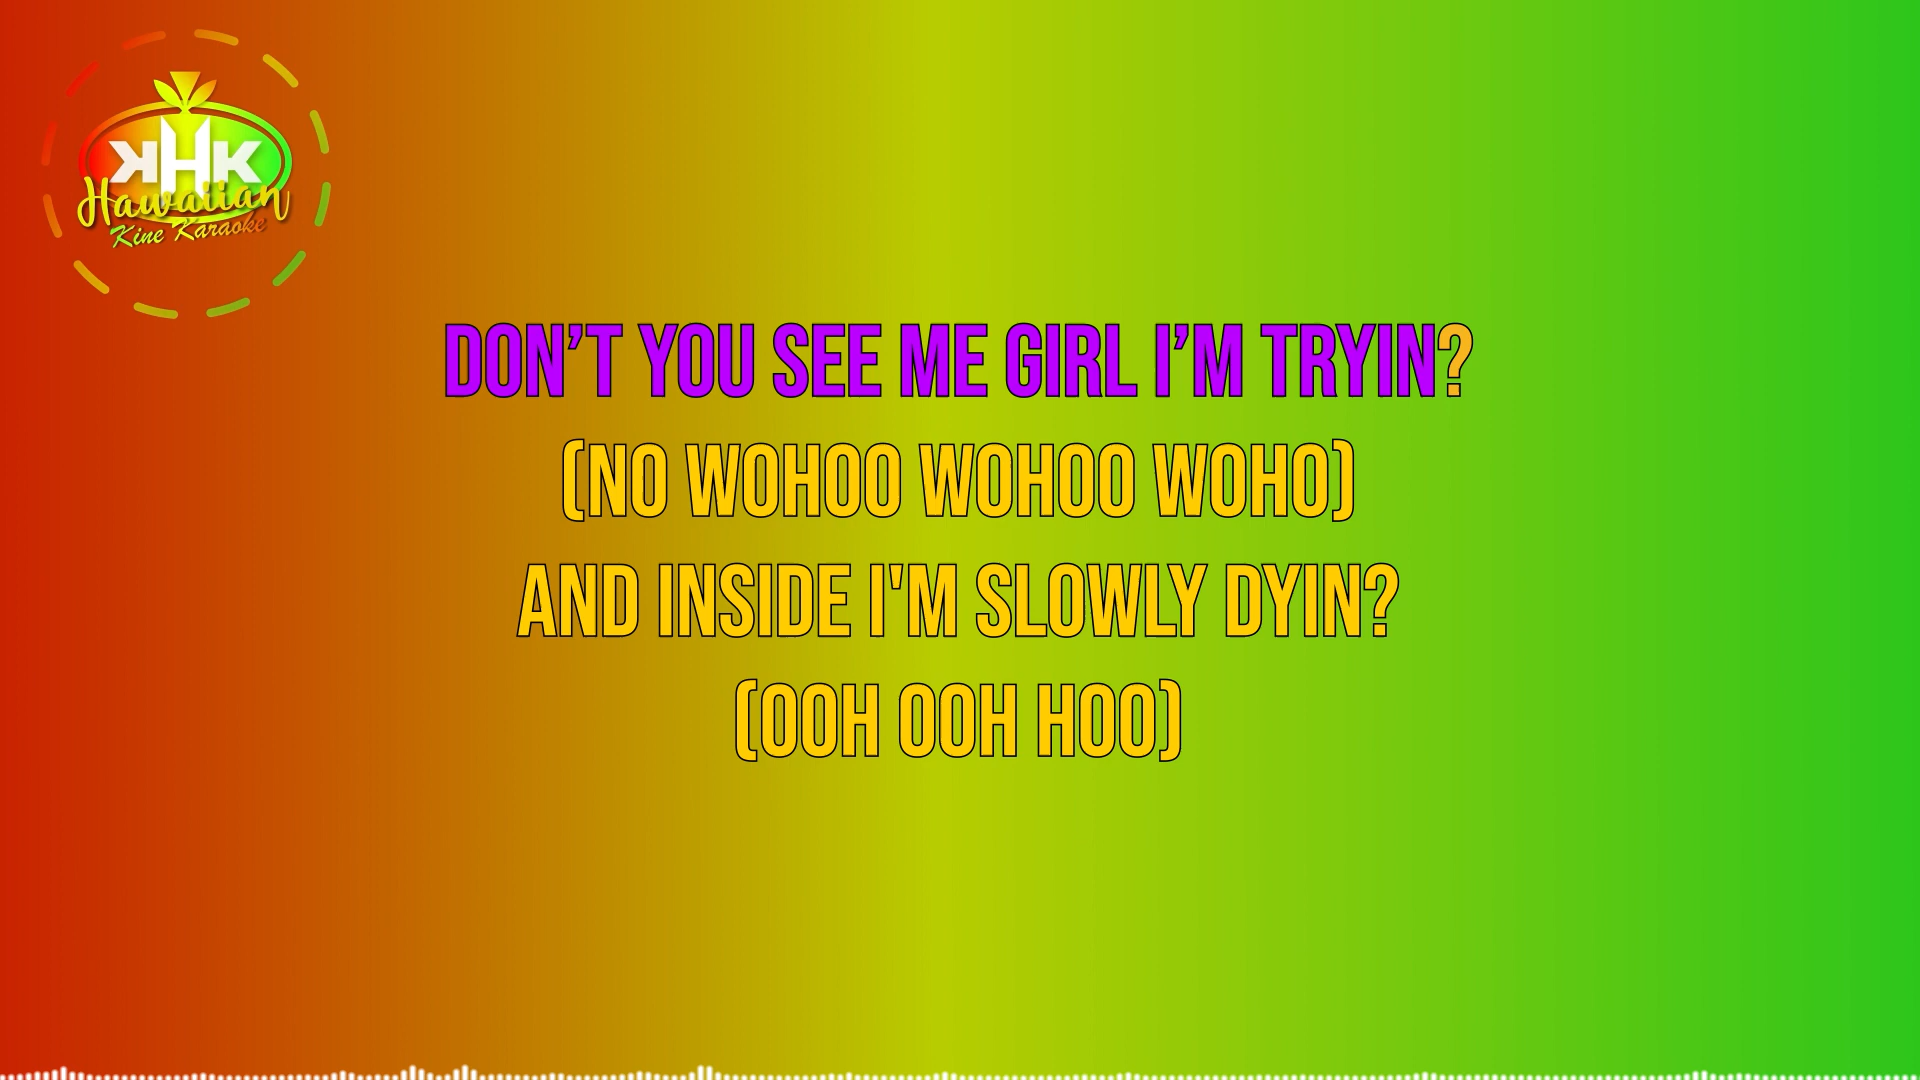 KHK
Hawaiian
Kine Karaoke
DON’T YOU SEE ME GIRL I’M TRYIN?
(NO WOHOO WOHOO WOHO)
AND INSIDE I'M SLOWLY DYIN?
(OOH OOH HOO)